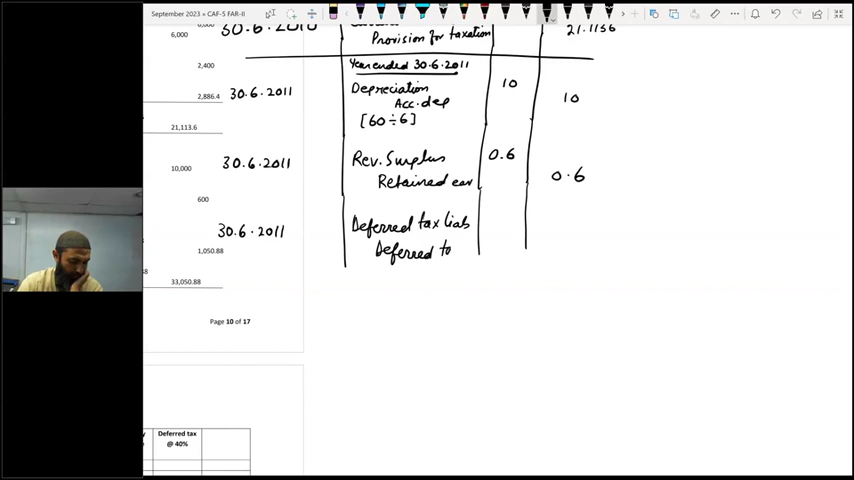 September 2023 » CAF-5 FAR-II
6,000
30.6.2010
21.1136
Provision for taxation
Year ended 30.6.2011
2,400
Depreciation
10
30.6.2011
2,886.4
Acc. dep
10
[60÷6]
21,113.6
Rev. Surplus
0.6
30.6.2011
10,000
Retained ear
0.6
600
30.6.2011
Deferred tax liab
1,050.88
Deferred to
33,050.88
Page 10 of 17
y
Deferred tax
@ 40%